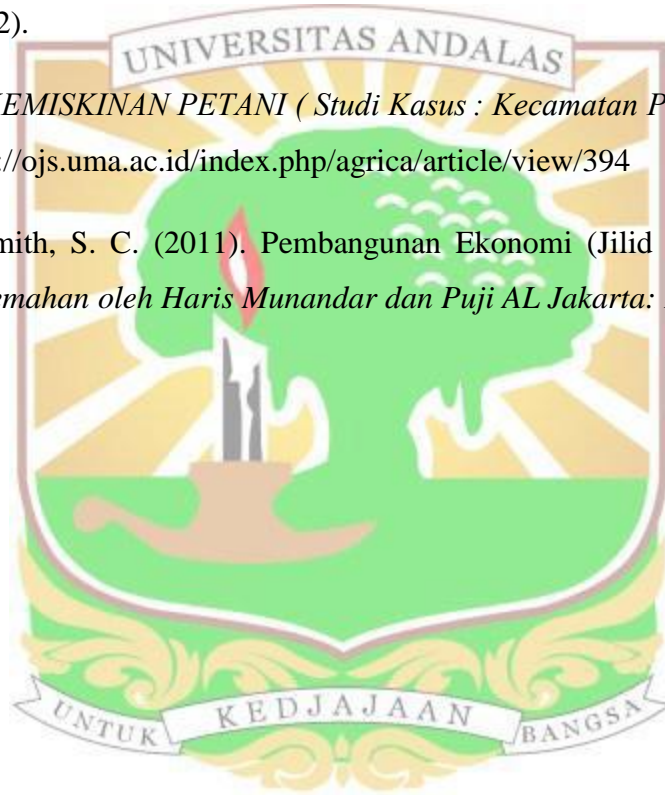 2).
UNIVERSITAS ANDALAS
EMISKINAN PETANI ( Studi Kasus : Kecamatan P
://ojs.uma.ac.id/index.php/agrica/article/view/394
mith, S. C. (2011). Pembangunan Ekonomi (Jilid
emahan oleh Haris Munandar dan Puji AL Jakarta:
UNTUK KEDJAJAAN BANGSA